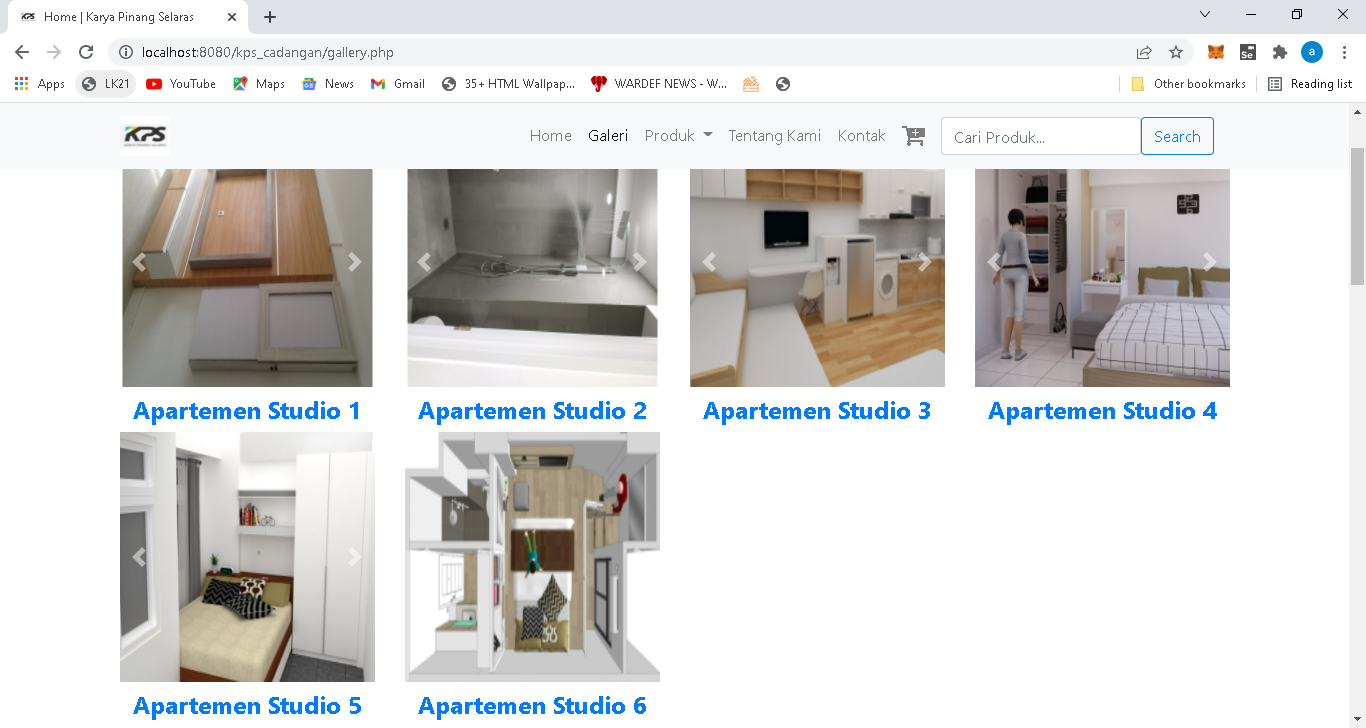 Home | Karya Pinang Selaras
localhost:8080/kps_cadangan/gallery.php
Se
a
Apps
LK21
YouTube
Maps
News
Gmail
35+ HTML Wallpap...
WARDEF NEWS - W...
Other bookmarks
Reading list
KPS
Home
Galeri
Produk
Tentang Kami
Kontak
Cari Produk...
Search
Apartemen Studio 1
Apartemen Studio 2
Apartemen Studio 3
Apartemen Studio 4
Apartemen Studio 5
Apartemen Studio 6